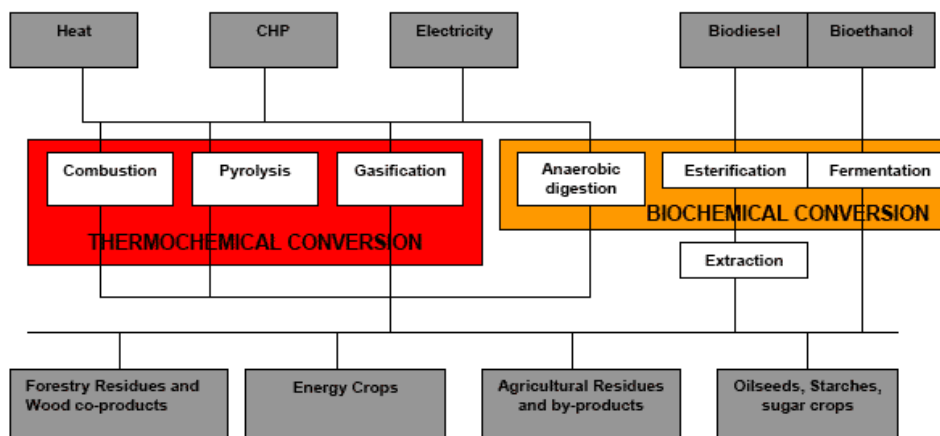 Heat
CHP
Electricity
Biodiesel
Bioethanol
Combustion
Pyrolysis
Gasification
Anaerobic
digestion
Esterification
Fermentation
THERMOCHEMICAL CONVERSION
BIOCHEMICAL CONVERSION
Extraction
Forestry Residues and
Wood co-products
Energy Crops
Agricultural Residues
and by-products
Oilseeds, Starches,
sugar crops